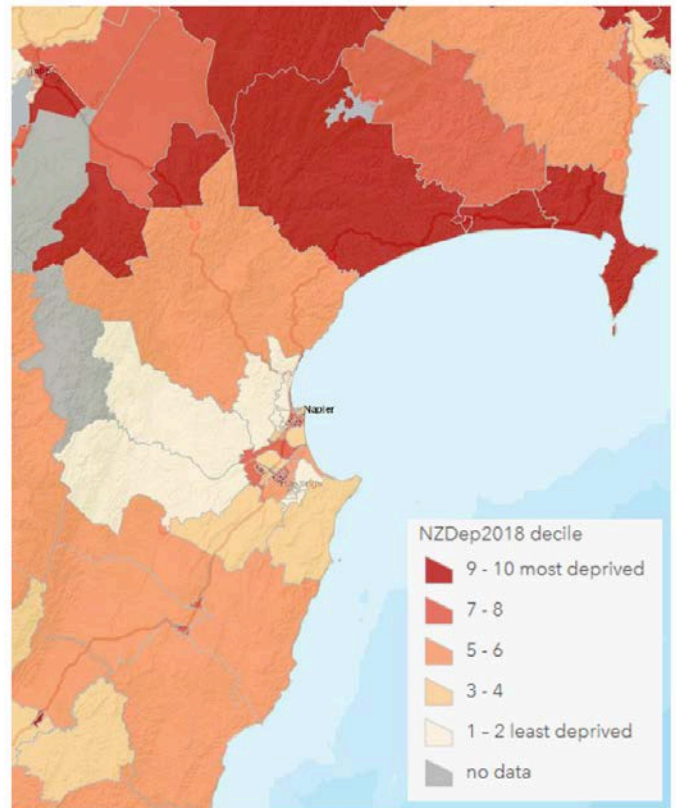 Napier
NZDep2018 decile
9 - 10 most deprived
7 - 8
5 - 6
3 - 4
1 - 2 least deprived
no data